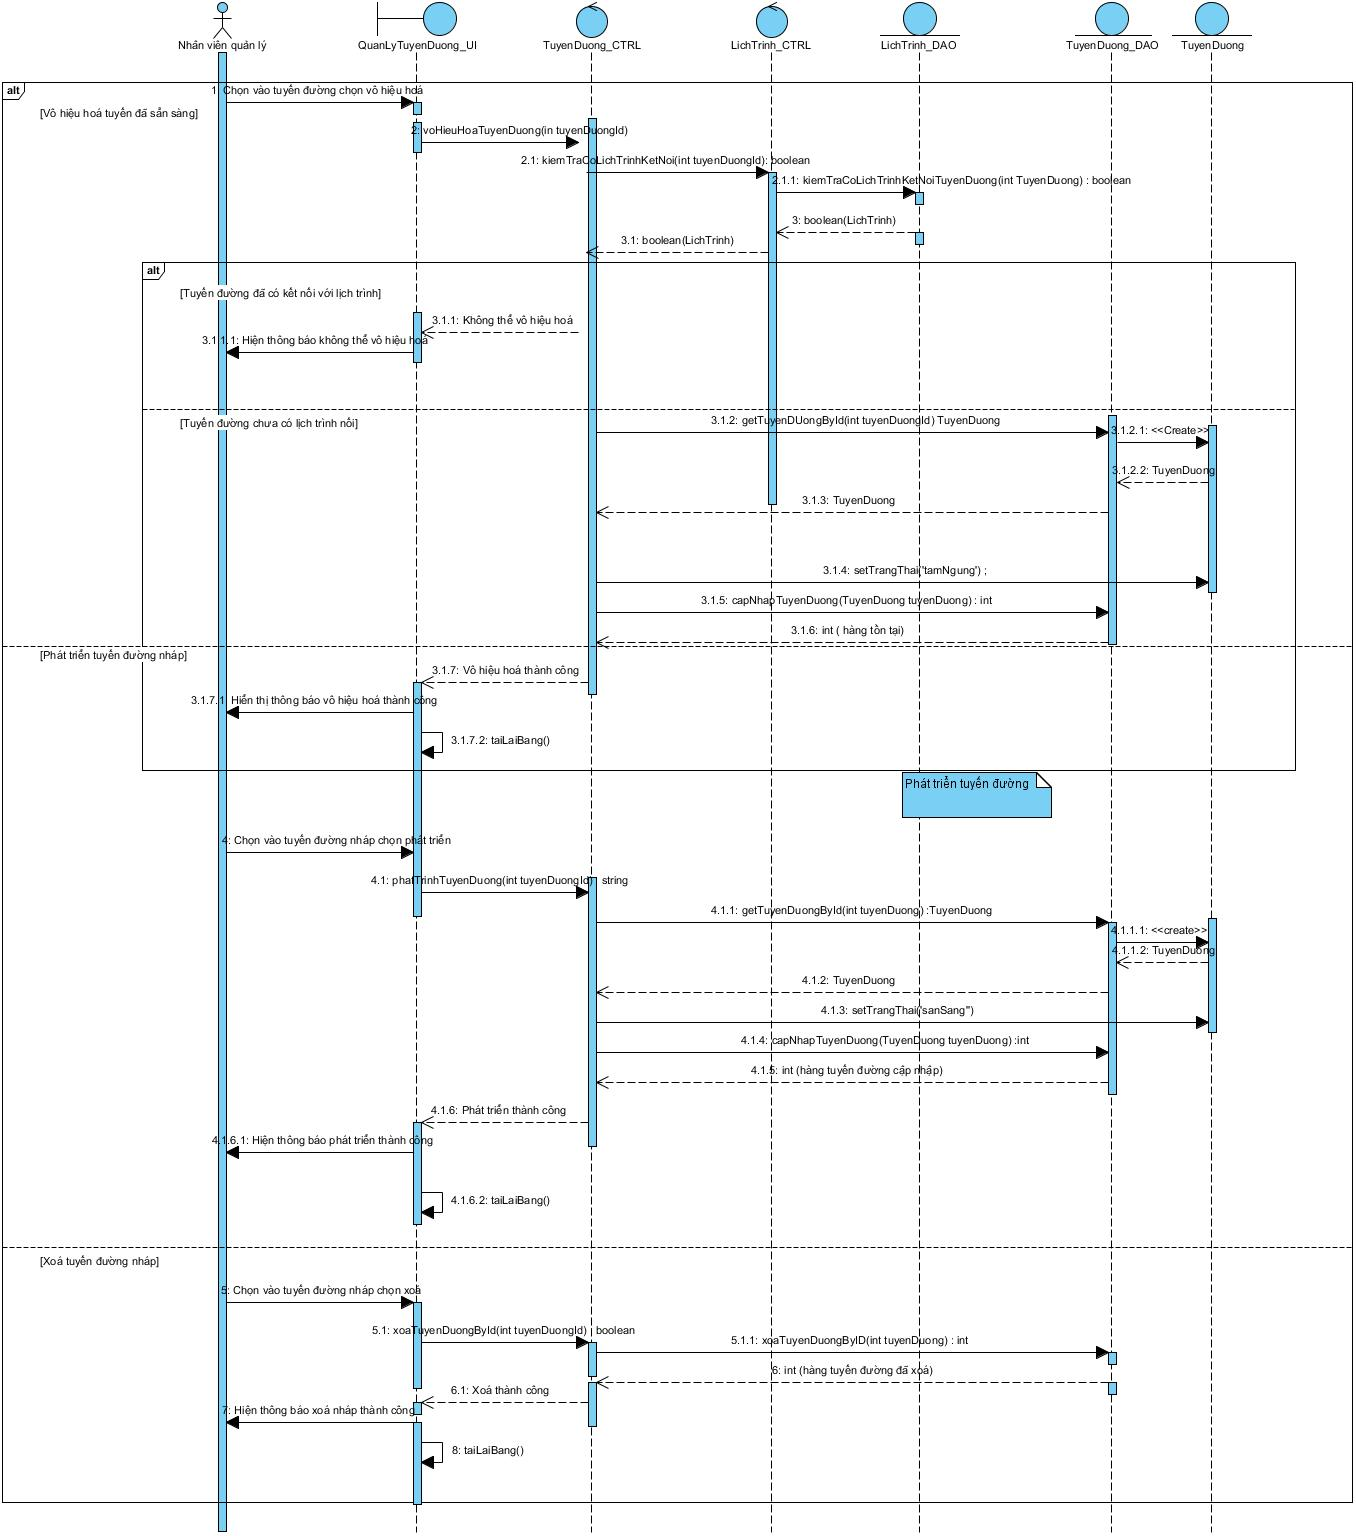 Nhân viên quản lý
QuanLyTuyenDuong_UI
TuyenDuong_CTRL
LichTrinh_CTRL
LichTrinh_DAO
TuyenDuong_DAO
TuyenDuong
alt
1: Chọn vào tuyến đường chọn vô hiệu hoá
[Vô hiệu hoá tuyến đã sẵn sàng]
2: voHieuHoaTuyenDuong(in tuyenDuongId)
2.1: kiemTraCoLichTrinhKetNoi(int tuyenDuongId): boolean
2.1.1: kiemTraCoLichTrinhKetNoiTuyenDuong(int TuyenDuong) : boolean
3: boolean(LichTrinh)
3.1: boolean(LichTrinh)
alt
[Tuyến đường đã có kết nối với lịch trình]
3.1.1: Không thể vô hiệu hoá
3.1.1.1: Hiện thông báo không thể vô hiệu hoá
[Tuyến đường chưa có lịch trình nối]
3.1.2: getTuyenDUongById(int tuyenDuongId) TuyenDuong
3.1.2.1: <<Create>>
3.1.2.2: TuyenDuong
3.1.3: TuyenDuong
3.1.4: setTrangThai('tamNgung') ;
3.1.5: capNhapTuyenDuong(TuyenDuong tuyenDuong) : int
3.1.6: int ( hàng tồn tại)
[Phát triển tuyến đường nháp]
3.1.7: Vô hiệu hoá thành công
3.1.7.1: Hiển thị thông báo vô hiệu hoá thành công
3.1.7.2: taiLaiBang()
Phát triển tuyến đường
4: Chọn vào tuyến đường nháp chọn phát triển
4.1: phatTrinhTuyenDuong(int tuyenDuongId) : string
4.1.1: getTuyenDuongById(int tuyenDuong) :TuyenDuong
4.1.1.1: <<create>>
4.1.1.2: TuyenDuong
4.1.2: TuyenDuong
4.1.3: setTrangThai('sanSang'')
4.1.4: capNhapTuyenDuong(TuyenDuong tuyenDuong) :int
4.1.5: int (hàng tuyến đường cập nhập)
4.1.6: Phát triển thành công
4.1.6.1: Hiện thông báo phát triển thành công
4.1.6.2: taiLaiBang()
[Xoá tuyến đường nháp]
5: Chọn vào tuyến đường nháp chọn xoá
5.1: xoaTuyenDuongById(int tuyenDuongId) : boolean
5.1.1: xoaTuyenDuongByID(int tuyenDuong) : int
6: int (hàng tuyến đường đã xoá)
6.1: Xoá thành công
7: Hiện thông báo xoá nháp thành công
8: taiLaiBang()